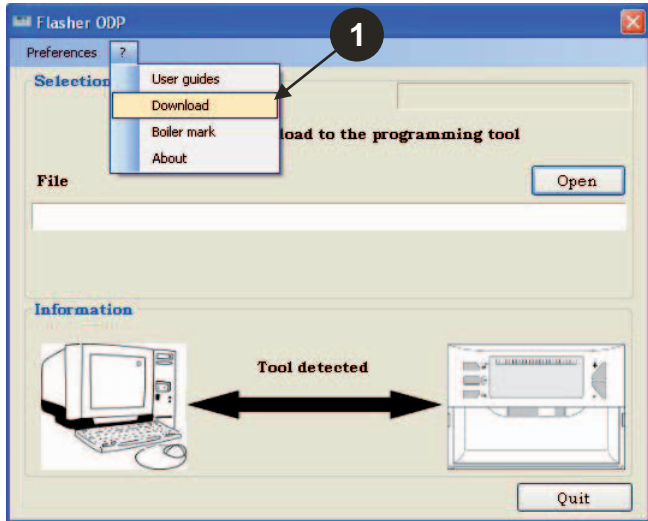 Flasher ODP
1
Preferences ?
Selection
User guides
Download
Boiler mark
About
load to the programming tool
File
Open
Information
Tool detected
Quit